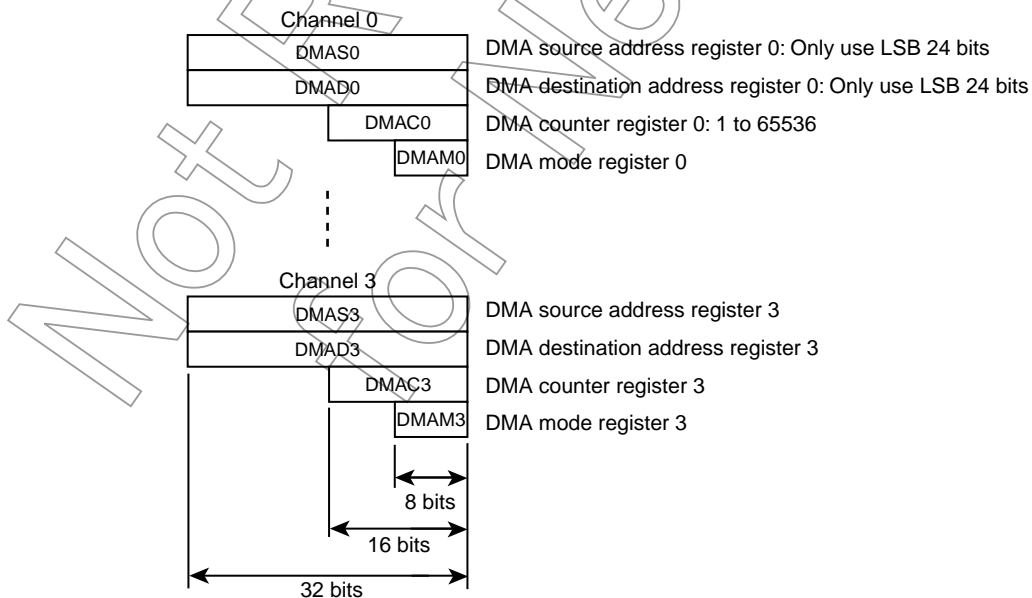 Channel 0
DMAS0 DMA source address register 0: Only use LSB 24 bits
DMAD0 DMA destination address register 0: Only use LSB 24 bits
DMAC0 DMA counter register 0: 1 to 65536
DMAM0 DMA mode register 0
Channel 3
DMAS3 DMA source address register 3
DMAD3 DMA destination address register 3
DMAC3 DMA counter register 3
DMAM3 DMA mode register 3
8 bits
16 bits
32 bits
Not R
for Ne